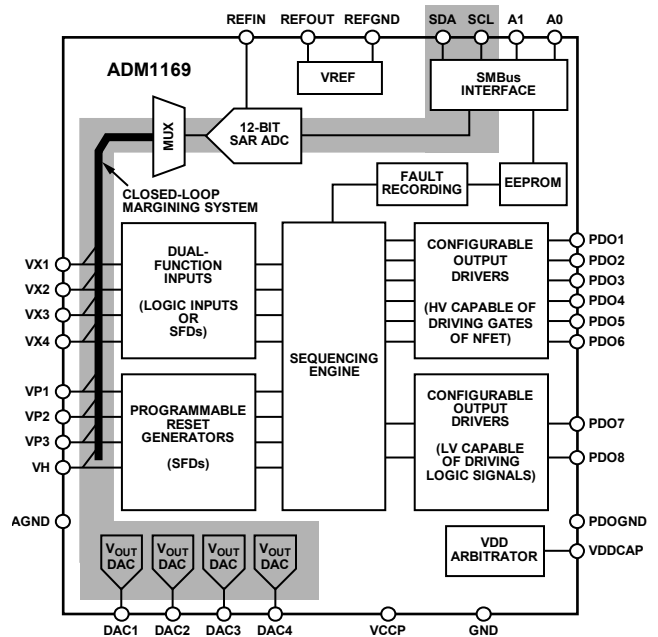 REFIN REFOUT REFGND SDA SCL A1 A0
ADM1169
VREF
SMBus
INTERFACE
MUX
12-BIT
SAR ADC
FAULT
RECORDING
EEPROM
CLOSED-LOOP
MARGINING SYSTEM
VX1
VX2
VX3
VX4
DUAL-
FUNCTION
INPUTS
(LOGIC INPUTS
OR
SFDs)
SEQUENCING
ENGINE
CONFIGURABLE
OUTPUT
DRIVERS
(HV CAPABLE OF
DRIVING GATES
OF NFET)
PDO1
PDO2
PDO3
PDO4
PDO5
PDO6
VP1
VP2
VP3
VH
PROGRAMMABLE
RESET
GENERATORS
(SFDs)
CONFIGURABLE
OUTPUT
DRIVERS
(LV CAPABLE
OF DRIVING
LOGIC SIGNALS)
PDO7
PDO8
AGND
PDOGND
VOUT
DAC
VOUT
DAC
VOUT
DAC
VOUT
DAC
VDD
ARBITRATOR
VDDCAP
DAC1 DAC2 DAC3 DAC4 VCCP GND